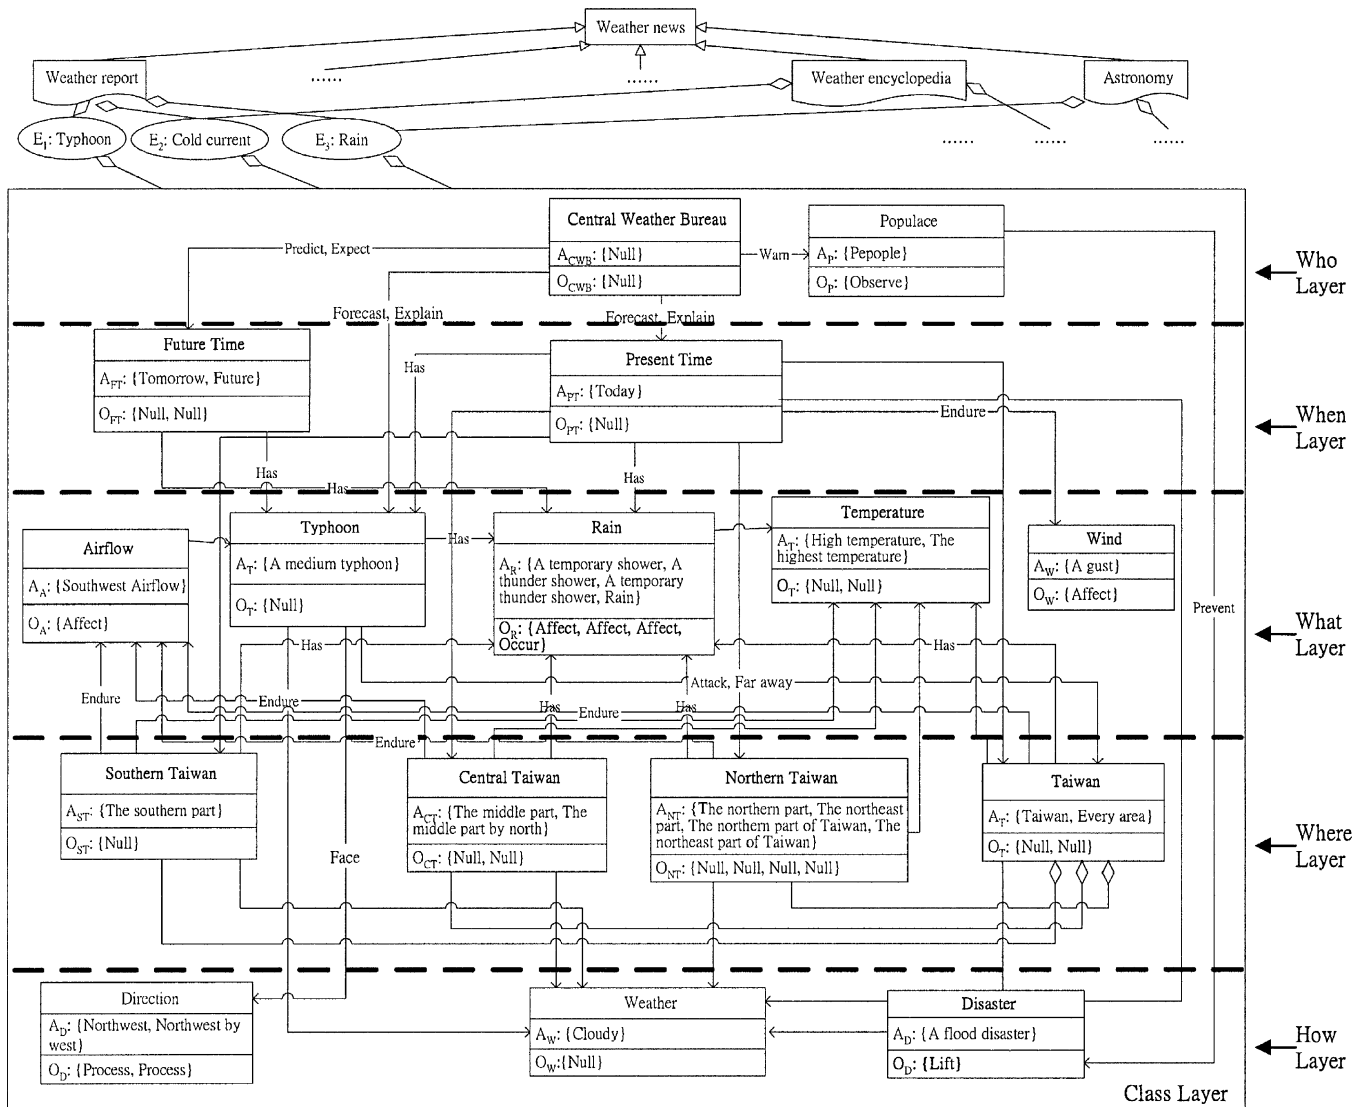 Weather news
Weather report
......
......
Weather encyclopedia
Astronomy
E1: Typhoon
E2: Cold current
E3: Rain
......
......
......
Central Weather Bureau
ACWB: {Null}
OCWB: {Null}
Populace
AP: {Pepople}
OP: {Observe}
Predict, Expect
Warn
Who
Layer
Forecast, Explain
Forecast, Explain
Future Time
AFT: {Tomorrow, Future}
OFT: {Null, Null}
Has
Present Time
APT: {Today}
OPT: {Null}
Endure
When
Layer
Has
Has
Has
Airflow
AA: {Southwest Airflow}
OA: {Affect}
Typhoon
AT: {A medium typhoon}
OT: {Null}
Has
Rain
AR: {A temporary shower, A
thunder shower, A temporary
thunder shower, Rain}
OR: {Affect, Affect, Affect,
Occur}
Temperature
AT: {High temperature, The
highest temperature}
OT: {Null, Null}
Wind
AW: {A gust}
OW: {Affect}
Prevent
What
Layer
Has
Has
Endure
Endure
Has
Attack, Far away
Has
Endure
Endure
Southern Taiwan
AST: {The southern part}
OST: {Null}
Central Taiwan
ACT: {The middle part, The
middle part by north}
OCT: {Null, Null}
Northern Taiwan
ANT: {The northern part, The northeast
part, The northern part of Taiwan, The
northeast part of Taiwan}
ONT: {Null, Null, Null, Null}
Taiwan
AT: {Taiwan, Every area}
OT: {Null, Null}
Face
Where
Layer
Direction
AD: {Northwest, Northwest by
west}
OD: {Process, Process}
Weather
AW: {Cloudy}
OW:{Null}
Disaster
AD: {A flood disaster}
OD: {Lift}
How
Layer
Class Layer